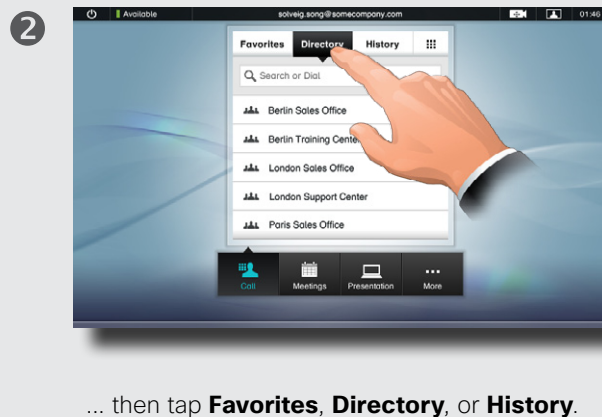 2
Available solveig.song@somecompany.com 01:46
Favorites Directory History
Search or Dial
Berlin Sales Office
Berlin Training Cente
London Sales Office
London Support Center
Paris Sales Office
Call Meetings Presentation More
... then tap Favorites, Directory, or History.